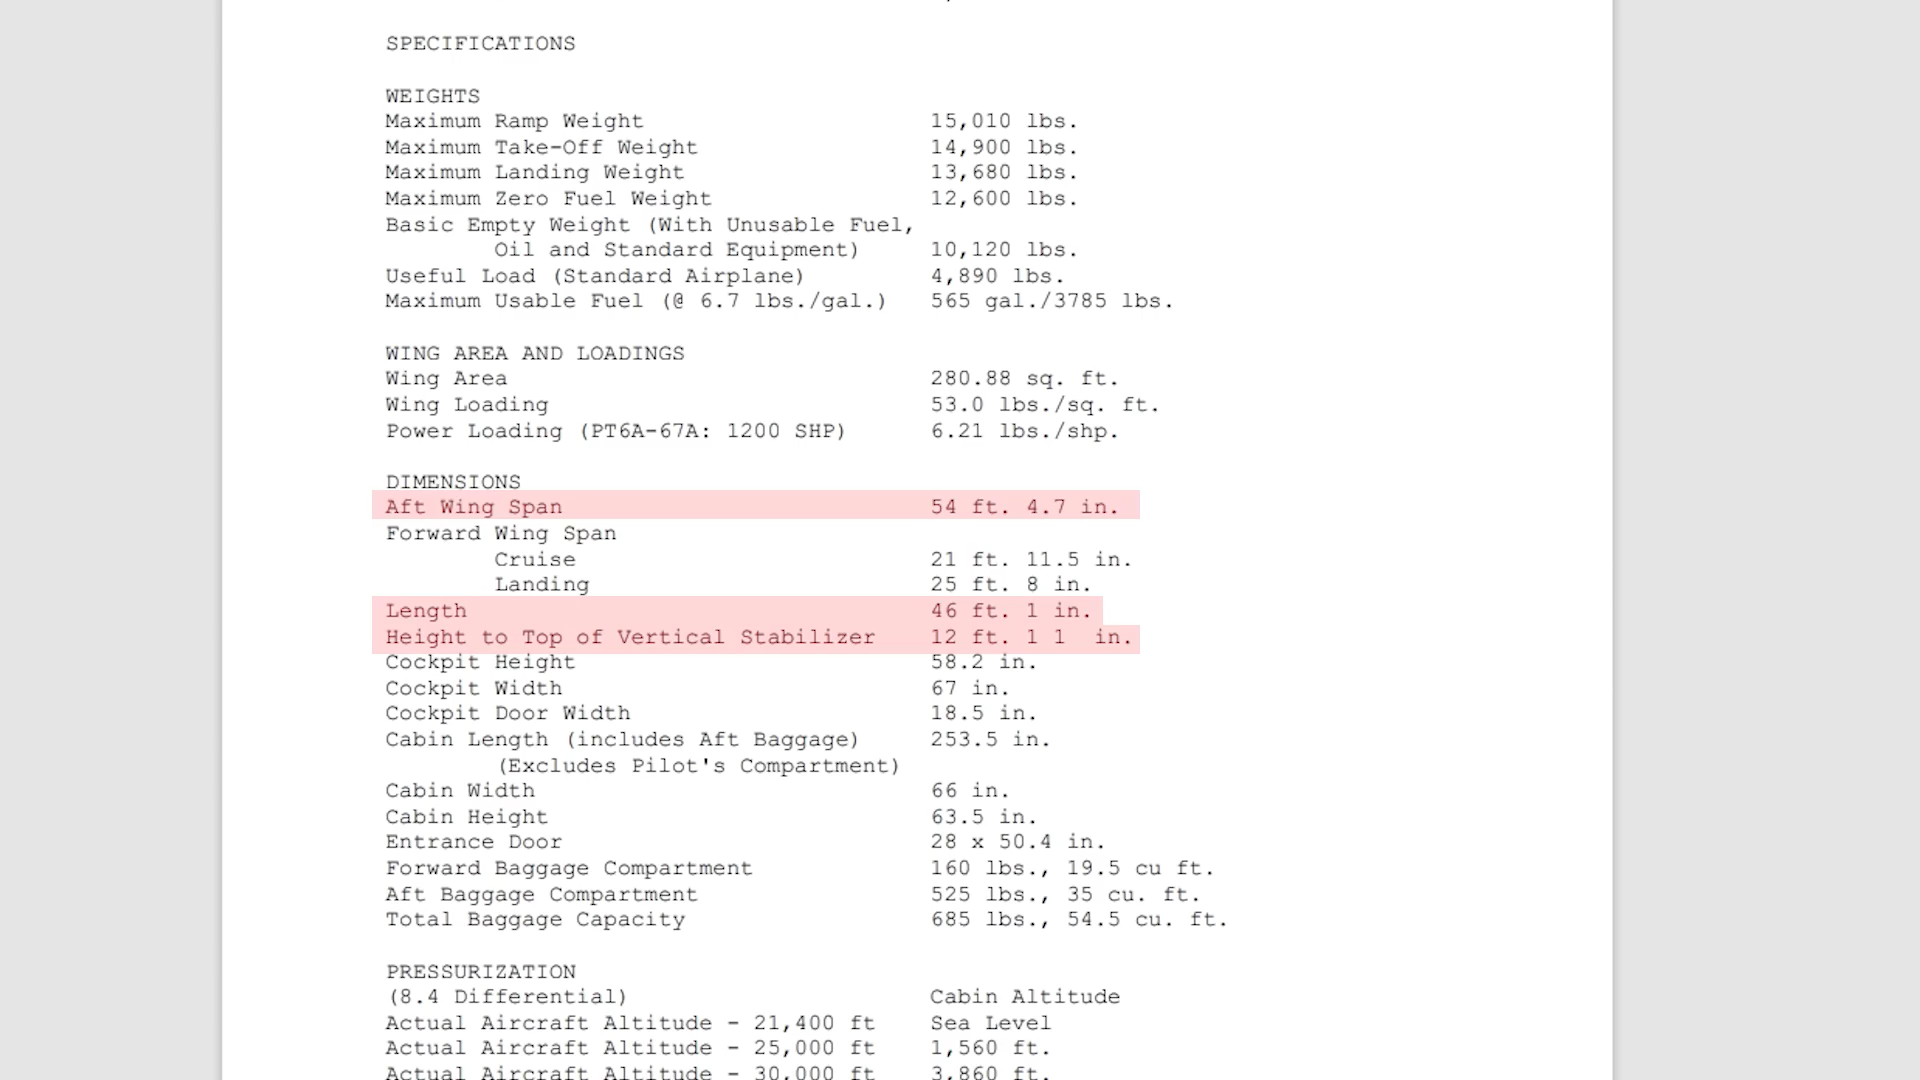 SPECIFICATIONS
WEIGHTS
Maximum Ramp Weight 15,010 lbs.
Maximum Take-Off Weight 14,900 lbs.
Maximum Landing Weight 13,680 lbs.
Maximum Zero Fuel Weight 12,600 lbs.
Basic Empty Weight (With Unusable Fuel,
Oil and Standard Equipment) 10,120 lbs.
Useful Load (Standard Airplane) 4,890 lbs.
Maximum Usable Fuel (@ 6.7 lbs./gal.) 565 gal./3785 lbs.
WING AREA AND LOADINGS
Wing Area 280.88 sq. ft.
Wing Loading 53.0 lbs./sq. ft.
Power Loading (PT6A-67A: 1200 SHP) 6.21 lbs./shp.
DIMENSIONS
Aft Wing Span 54 ft. 4.7 in.
Forward Wing Span
Cruise 21 ft. 11.5 in.
Landing 25 ft. 8 in.
Length 46 ft. 1 in.
Height to Top of Vertical Stabilizer 12 ft. 1 1 in.
Cockpit Height 58.2 in.
Cockpit Width 67 in.
Cockpit Door Width 18.5 in.
Cabin Length (includes Aft Baggage) 253.5 in.
(Excludes Pilot's Compartment)
Cabin Width 66 in.
Cabin Height 63.5 in.
Entrance Door 28 x 50.4 in.
Forward Baggage Compartment 160 lbs., 19.5 cu ft.
Aft Baggage Compartment 525 lbs., 35 cu. ft.
Total Baggage Capacity 685 lbs., 54.5 cu. ft.
PRESSURIZATION
(8.4 Differential) Cabin Altitude
Actual Aircraft Altitude - 21,400 ft Sea Level
Actual Aircraft Altitude - 25,000 ft 1,560 ft.
Actual Aircraft Altitude - 30,000 ft 3,860 ft.